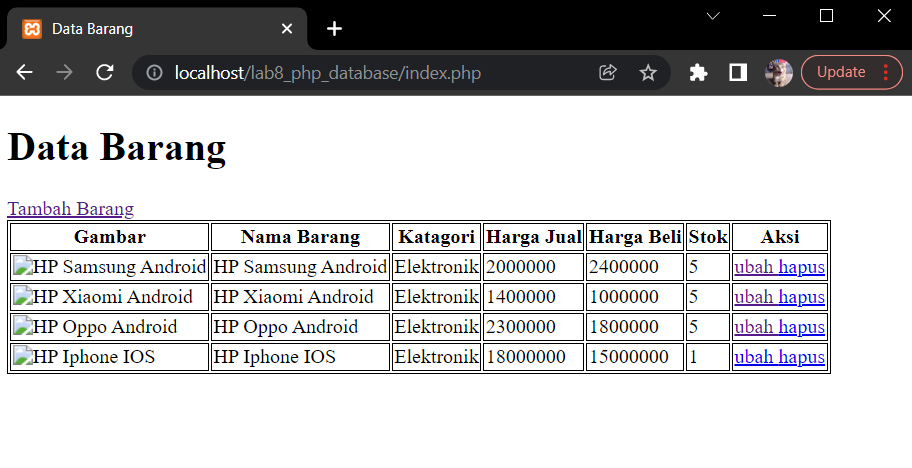 Data Barang
localhost/lab8_php_database/index.php
Update
Data Barang
Tambah Barang
Gambar Nama Barang Katagori Harga Jual Harga Beli Stok Aksi
HP Samsung Android HP Samsung Android Elektronik 2000000 2400000 5 ubah hapus
HP Xiaomi Android HP Xiaomi Android Elektronik 1400000 1000000 5 ubah hapus
HP Oppo Android HP Oppo Android Elektronik 2300000 1800000 5 ubah hapus
HP Iphone IOS HP Iphone IOS Elektronik 18000000 15000000 1 ubah hapus